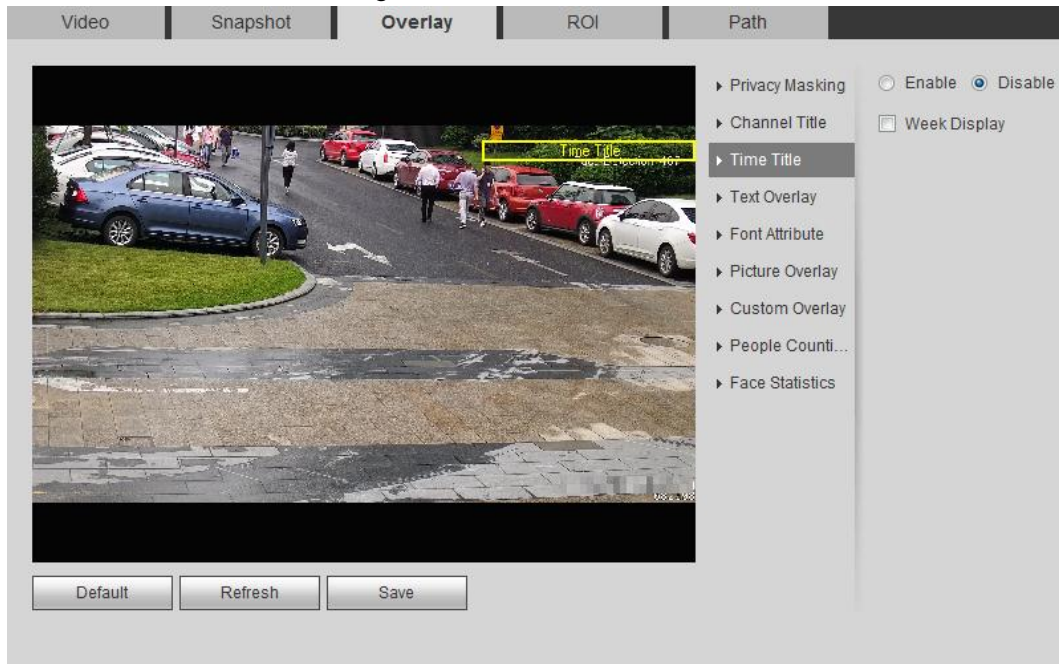 Video Snapshot Overlay ROI Path
Privacy Masking
Enable Disable
Channel Title
Week Display
Time Title
Time Title
Text Overlay
Font Attribute
Picture Overlay
Custom Overlay
People Counti...
Face Statistics
Default Refresh Save